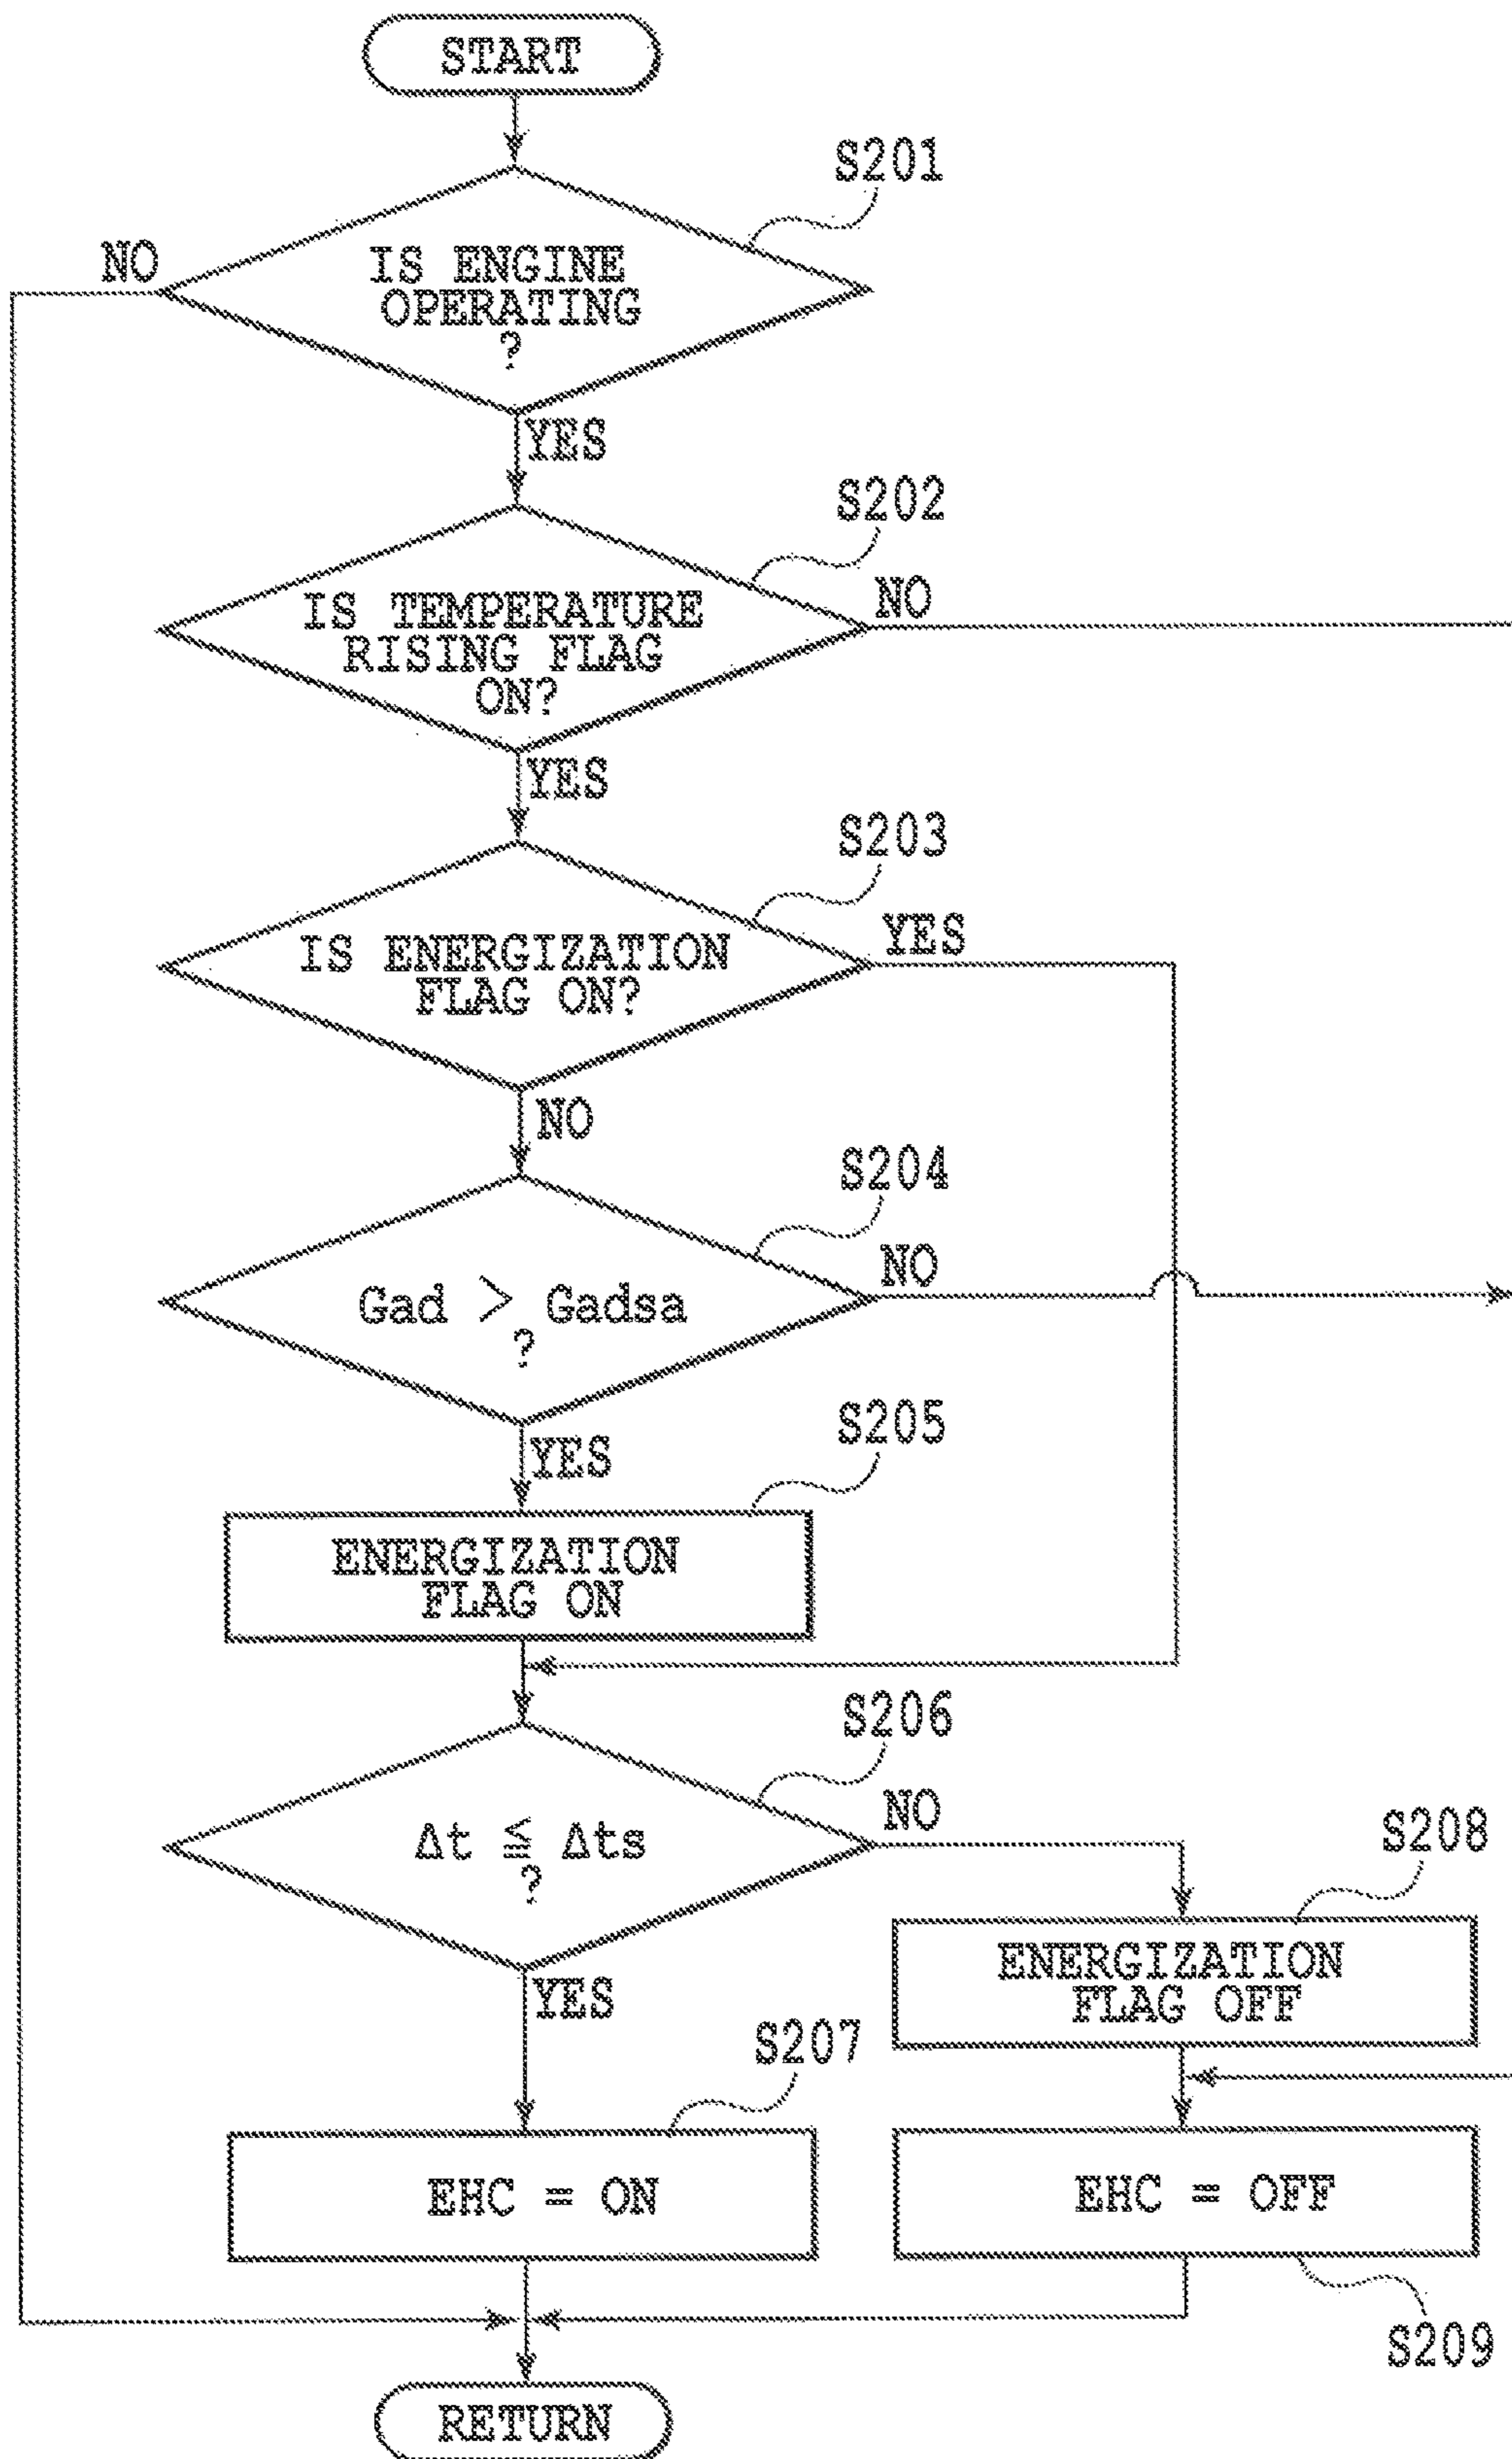 START
S201
NO
IS ENGINE
OPERATING
?
YES
S202
NO
IS TEMPERATURE
RISING FLAG
ON?
YES
S203
YES
IS ENERGIZATION
FLAG ON?
NO
S204
NO
Gad > Gadsa
?
S205
YES
ENERGIZATION
FLAG ON
S206
NO
Δt ≦ Δts
?
S208
YES
ENERGIZATION
FLAG OFF
S207
EHC = ON
EHC = OFF
S209
RETURN